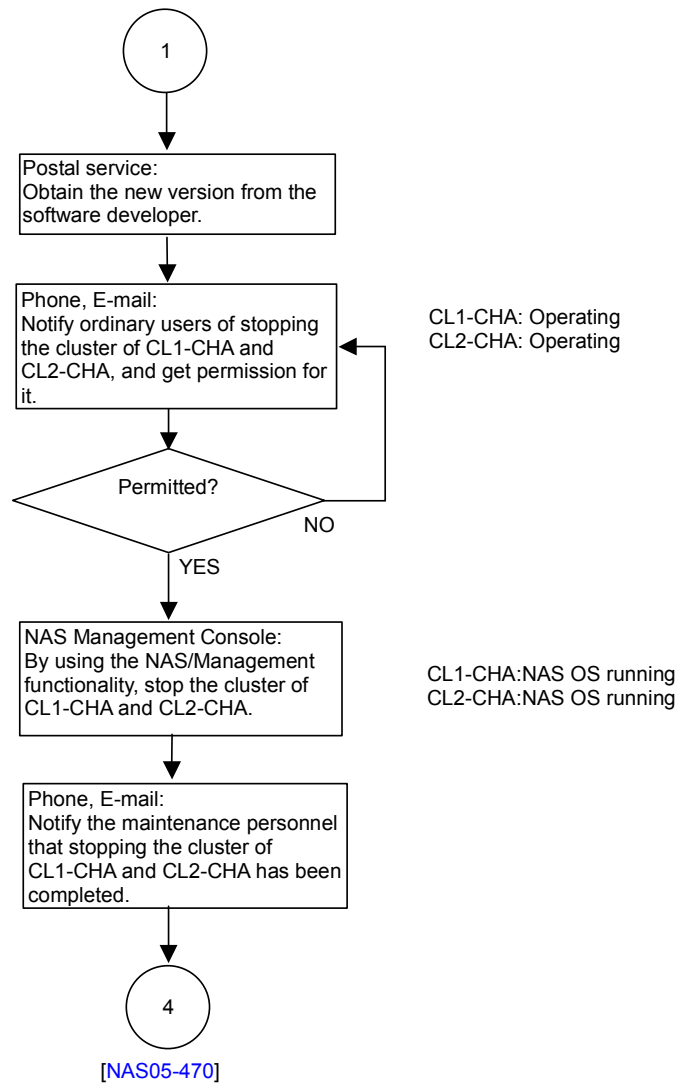 1
Postal service:
Obtain the new version from the
software developer.
Phone, E-mail:
Notify ordinary users of stopping
the cluster of CL1-CHA and
CL2-CHA, and get permission for
it.
CL1-CHA: Operating
CL2-CHA: Operating
Permitted?
NO
YES
NAS Management Console:
By using the NAS/Management
functionality, stop the cluster of
CL1-CHA and CL2-CHA.
CL1-CHA:NAS OS running
CL2-CHA:NAS OS running
Phone, E-mail:
Notify the maintenance personnel
that stopping the cluster of
CL1-CHA and CL2-CHA has been
completed.
4
[NAS05-470]